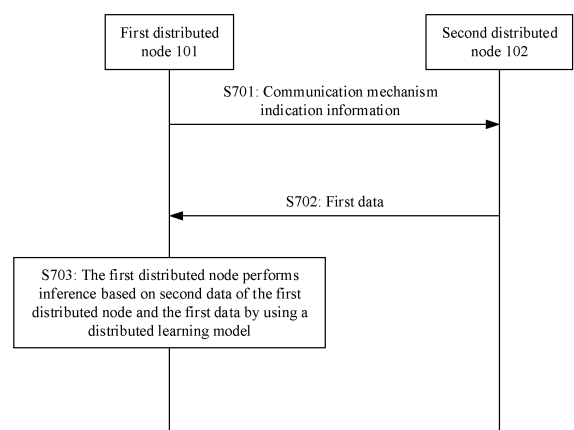 First distributed
node 101
Second distributed
node 102
S701: Communication mechanism
indication information
S702: First data
S703: The first distributed node performs
inference based on second data of the first
distributed node and the first data by using a
distributed learning model